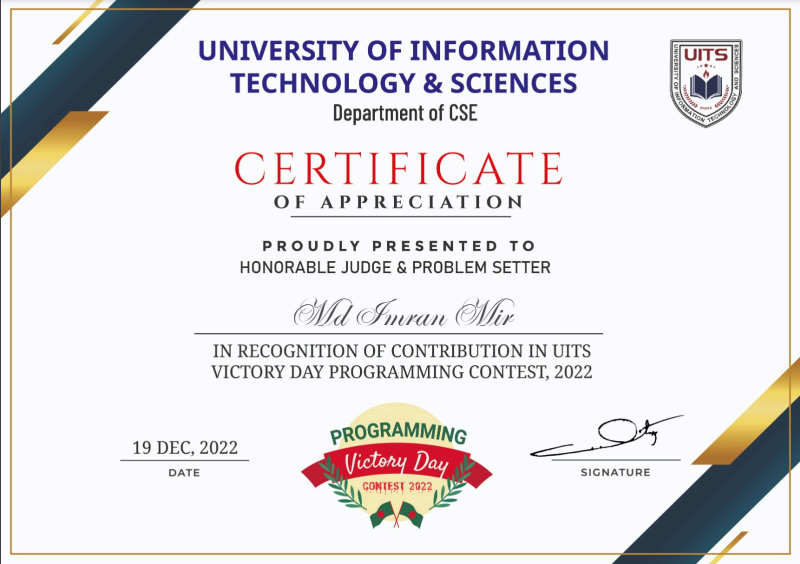 UNIVERSITY OF INFORMATION
TECHNOLOGY & SCIENCES
Department of CSE
UITS
UNIVERSITY OF INFORMATION TECHNOLOGY AND SCIENCES
CERTIFICATE
OF APPRECIATION
PROUDLY PRESENTED TO
HONORABLE JUDGE & PROBLEM SETTER
Md Imran Mir
IN RECOGNITION OF CONTRIBUTION IN UITS
VICTORY DAY PROGRAMMING CONTEST, 2022
PROGRAMMING
Victory Day
CONTEST 2022
19 DEC, 2022
DATE
SIGNATURE